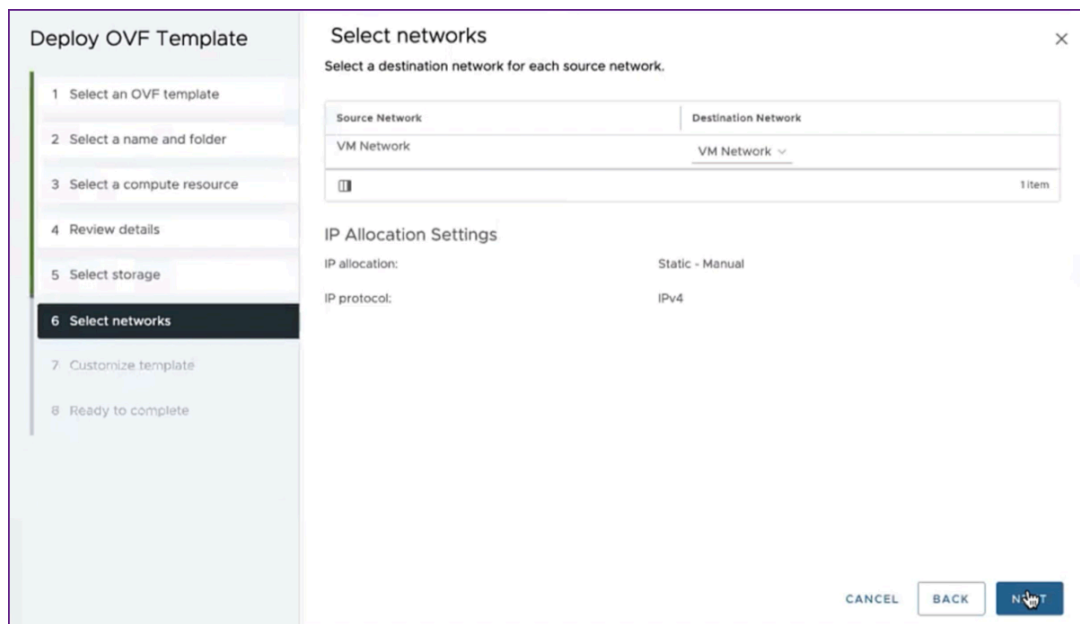 Deploy OVF Template
1 Select an OVF template
2 Select a name and folder
3 Select a compute resource
4 Review details
5 Select storage
6 Select networks
7 Customize template
8 Ready to complete
Select networks
Select a destination network for each source network.
Source Network Destination Network
VM Network VM Network
1 item
IP Allocation Settings
IP allocation: Static - Manual
IP protocol: IPv4
CANCEL BACK